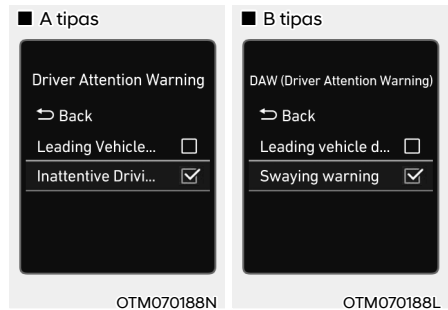 ■ A tipas
Driver Attention Warning
Back
Leading Vehicle...
Inattentive Drivi...
OTM070188N
■ B tipas
DAW (Driver Attention Warning)
Back
Leading vehicle d...
Swaying warning
OTM070188L